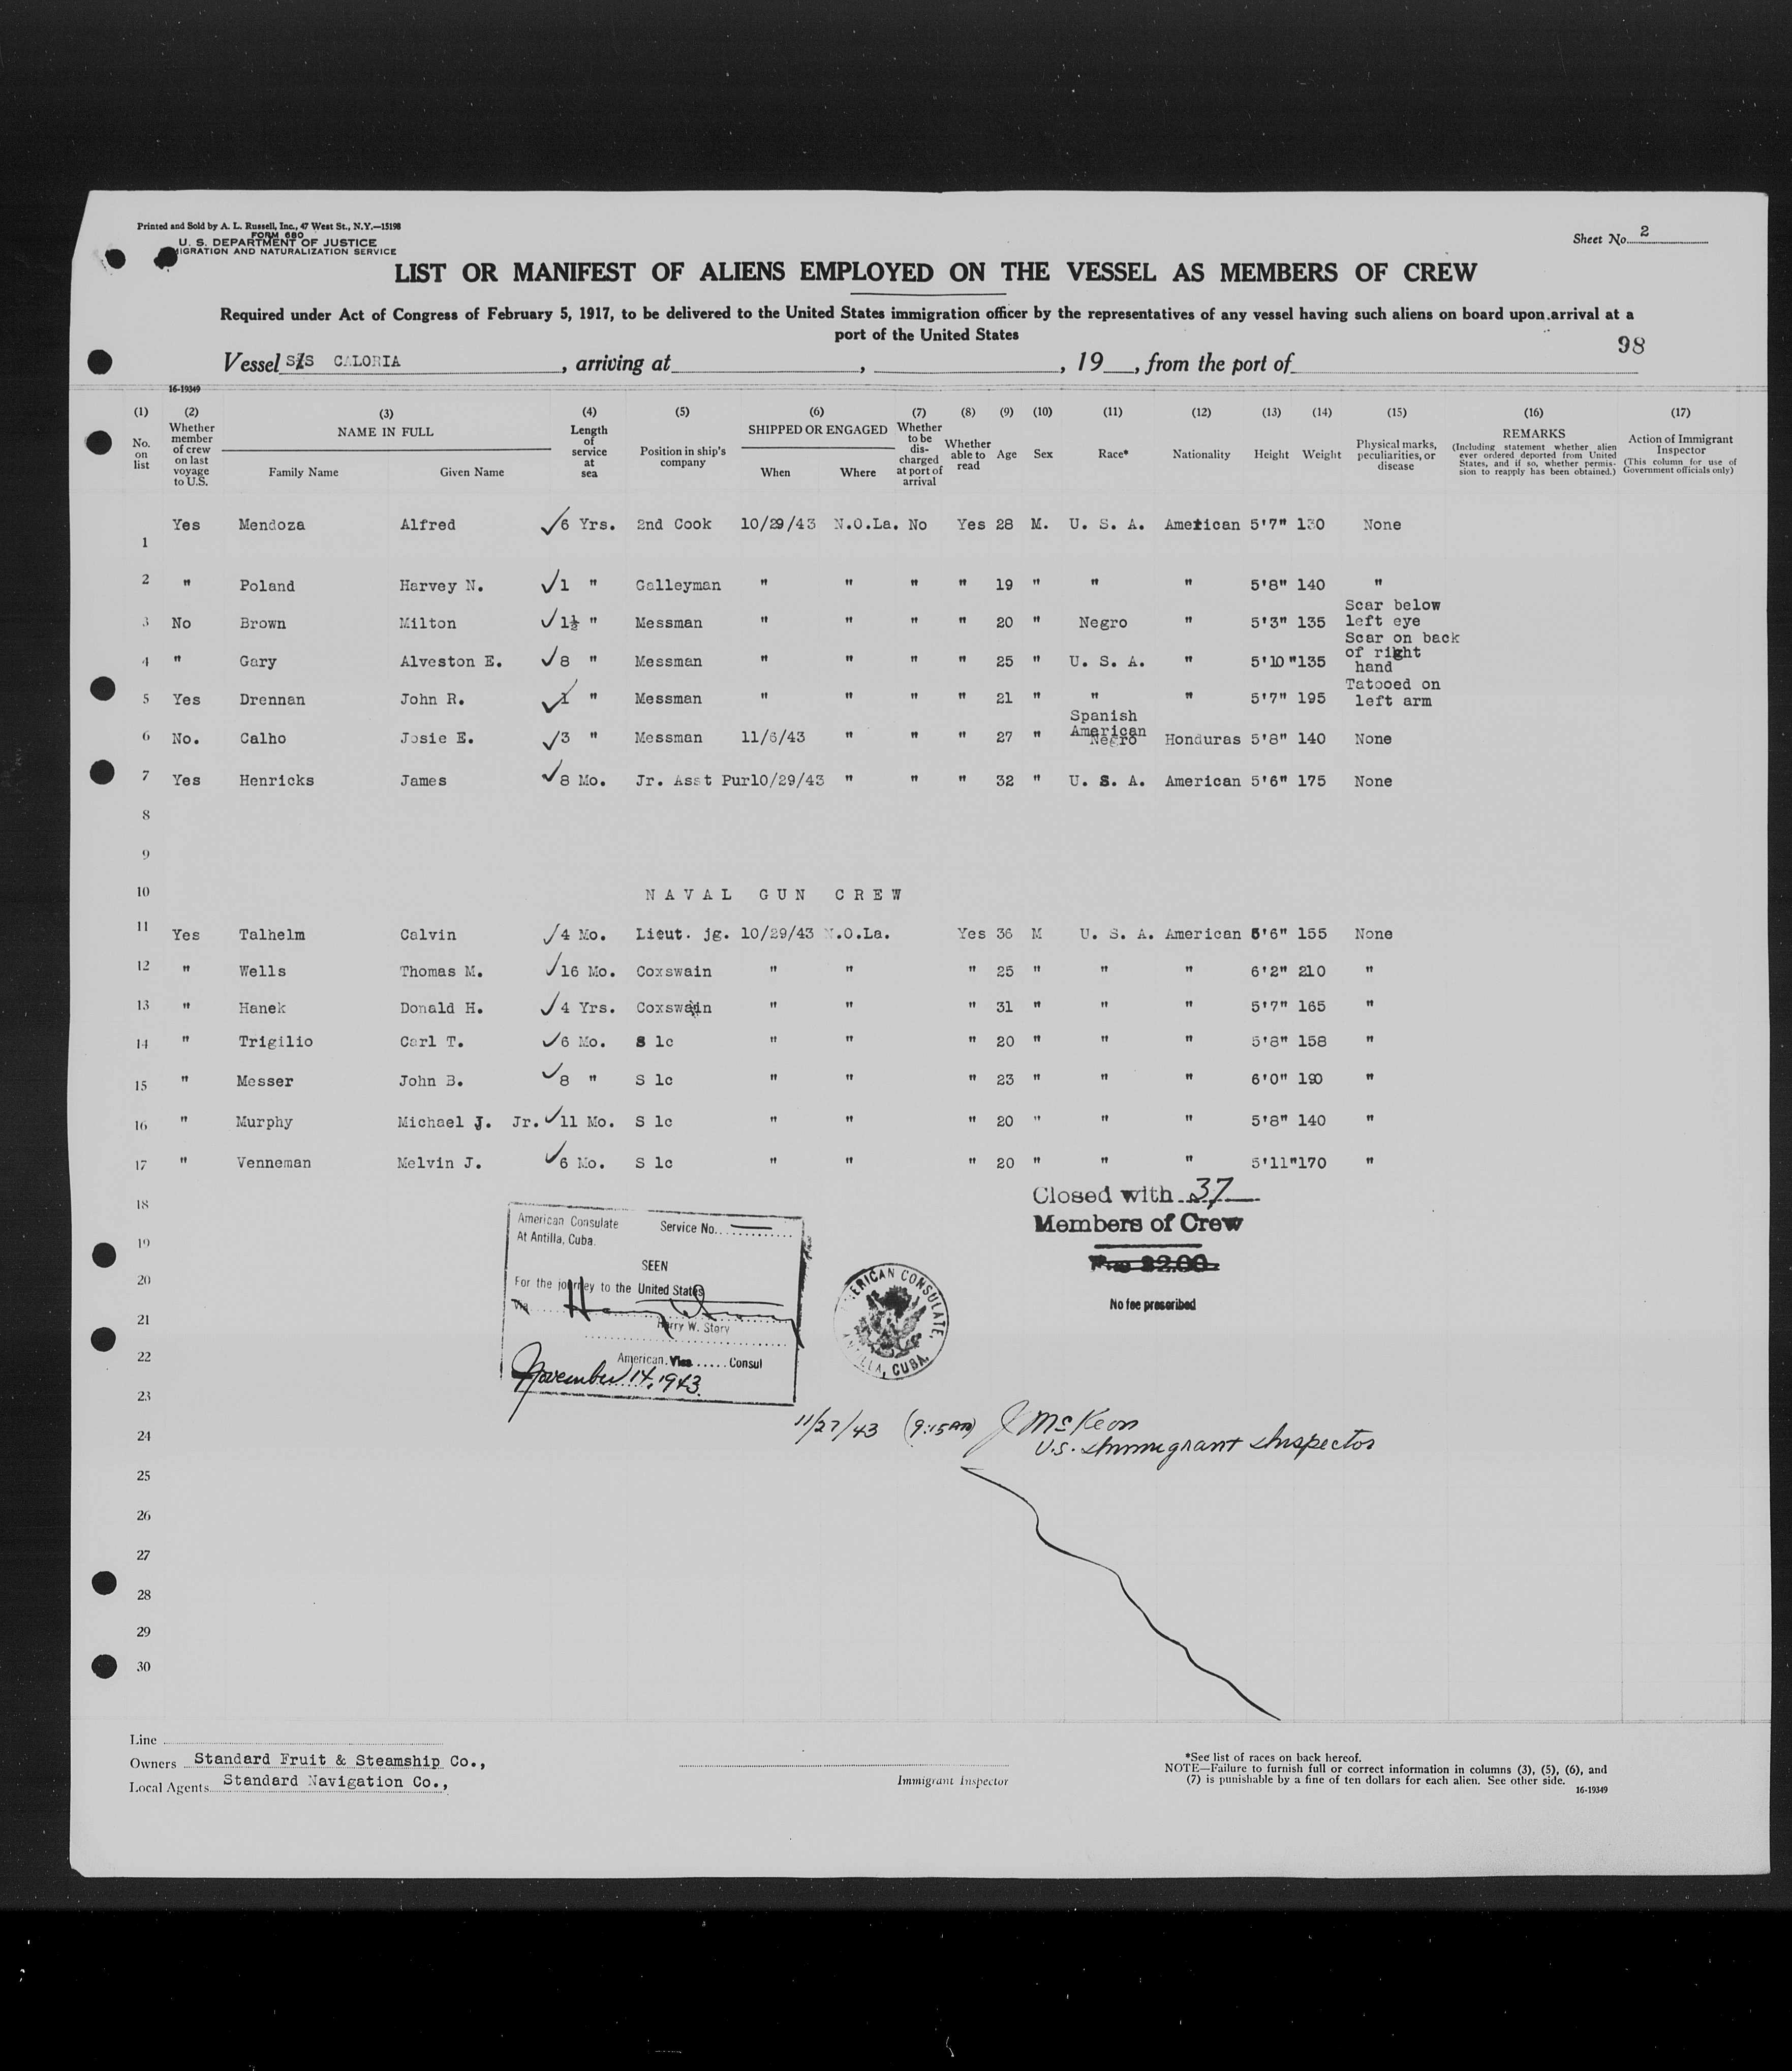 Printed and Sold by A. L. Russell, Inc., 47 West St., N.Y.—15198
FORM 680
U. S. DEPARTMENT OF JUSTICE
IGRATION AND NATURALIZATION SERVICE
Sheet No. 2
LIST OR MANIFEST OF ALIENS EMPLOYED ON THE VESSEL AS MEMBERS OF CREW
Required under Act of Congress of February 5, 1917, to be delivered to the United States immigration officer by the representatives of any vessel having such aliens on board upon arrival at a
port of the United States
98
Vessel S/S CALORIA, arriving at , , 19 , from the port of
16-19349
(1) (2) (3) (4) (5) (6) (7) (8) (9) (10) (11) (12) (13) (14) (15) (16) (17)
No. on list
Whether member of crew on last voyage to U.S.
NAME IN FULL
Family Name Given Name
Length of service at sea
Position in ship's company
SHIPPED OR ENGAGED
When Where
Whether to be discharged at port of arrival
Whether able to read
Age Sex Race* Nationality Height Weight
Physical marks, peculiarities, or disease
REMARKS
(Including statement whether alien ever ordered deported from United States, and if so, whether permission to reapply has been obtained.)
Action of Immigrant Inspector
(This column for use of Government officials only)
1 Yes Mendoza Alfred 6 Yrs. 2nd Cook 10/29/43 N.O.La. No Yes 28 M. U. S. A. American 5'7" 130 None
2 " Poland Harvey N. 1 " Galleyman " " " " 19 " " " 5'8" 140 "
3 No Brown Milton 1½ " Messman " " " " 20 " Negro " 5'3" 135 Scar below left eye
4 " Gary Alveston E. 8 " Messman " " " " 25 " U. S. A. " 5'10" 135 Scar on back of right hand
5 Yes Drennan John R. 1 " Messman " " " " 21 " " " 5'7" 195 Tatooed on left arm
6 No. Calho Josie E. 3 " Messman 11/6/43 " " " 27 " Spanish American Negro Honduras 5'8" 140 None
7 Yes Henricks James 8 Mo. Jr. Asst Pur10/29/43 " " " 32 " U. S. A. American 5'6" 175 None
8
9
10 NAVAL GUN CREW
11 Yes Talhelm Calvin 4 Mo. Lieut. jg. 10/29/43 N.O.La. Yes 36 M U. S. A. American 5'6" 155 None
12 " Wells Thomas M. 16 Mo. Coxswain " " " 25 " " " 6'2" 210 "
13 " Hanek Donald H. 4 Yrs. Coxswain " " " 31 " " " 5'7" 165 "
14 " Trigilio Carl T. 6 Mo. S 1c " " " 20 " " " 5'8" 158 "
15 " Messer John B. 8 " S 1c " " " 23 " " " 6'0" 190 "
16 " Murphy Michael J. Jr. 11 Mo. S 1c " " " 20 " " " 5'8" 140 "
17 " Venneman Melvin J. 6 Mo. S 1c " " " 20 " " " 5'11" 170 "
18
19
20
21
22
23
24
25
26
27
28
29
30
Closed with 37
Members of Crew
Fee $2.00
No fee prescribed
American Consulate Service No.
At Antilla, Cuba.
SEEN
For the journey to the United States
Via
Harry W. Story
American Vice Consul
November 14, 1943.
AMERICAN CONSULATE, ANTILLA, CUBA.
11/27/43 (9:15 AM) J McKeon
U.S. Immigrant Inspector
Line
Owners Standard Fruit & Steamship Co.,
Local Agents Standard Navigation Co.,
Immigrant Inspector
*See list of races on back hereof.
NOTE—Failure to furnish full or correct information in columns (3), (5), (6), and
(7) is punishable by a fine of ten dollars for each alien. See other side.
16-19349